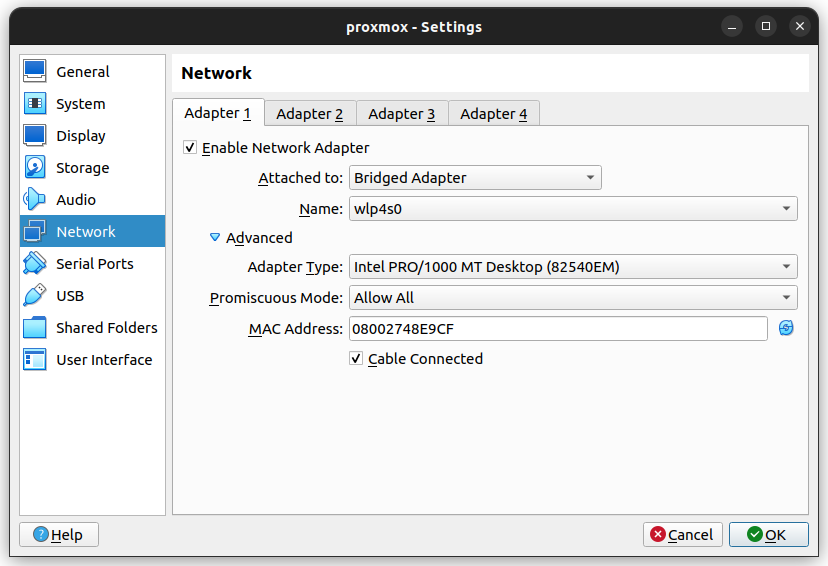 proxmox - Settings
General
System
Display
Storage
Audio
Network
Serial Ports
USB
Shared Folders
User Interface
Network
Adapter 1 Adapter 2 Adapter 3 Adapter 4
Enable Network Adapter
Attached to: Bridged Adapter
Name: wlp4s0
Advanced
Adapter Type: Intel PRO/1000 MT Desktop (82540EM)
Promiscuous Mode: Allow All
MAC Address: 08002748E9CF
Cable Connected
Help Cancel OK